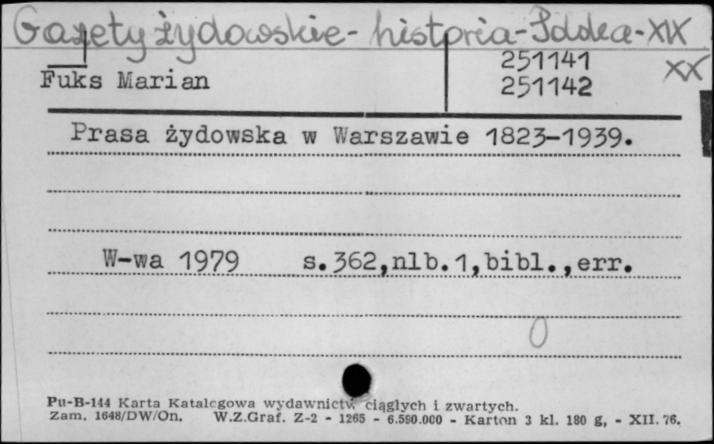 Gazety żydowskie - historia - Polska - XIX
XX
251141
Fuks Marian
251142
Prasa żydowska w Warszawie 1823-1939.
W-wa 1979 s.362,nlb.1,bibl.,err.
0
Pu-B-144 Karta Katalogowa wydawnictw ciągłych i zwartych.
Zam. 1648/DW/On. W.Z.Graf. Z-2 - 1265 - 6.590.000 - Karton 3 kl. 180 g, - XII. 76.